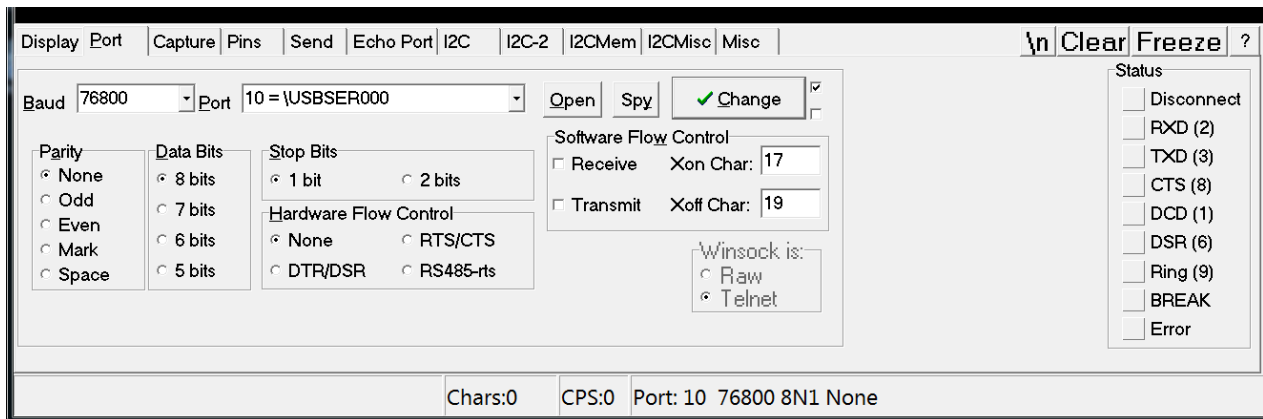 Display Port Capture Pins Send Echo Port I2C I2C-2 I2CMem I2CMisc Misc \n Clear Freeze ?
Baud 76800 Port 10 = \USBSER000 Open Spy Change
Parity
None
Odd
Even
Mark
Space
Data Bits
8 bits
7 bits
6 bits
5 bits
Stop Bits
1 bit 2 bits
Hardware Flow Control
None RTS/CTS
DTR/DSR RS485-rts
Software Flow Control
Receive Xon Char: 17
Transmit Xoff Char: 19
Winsock is:
Raw
Telnet
Status
Disconnect
RXD (2)
TXD (3)
CTS (8)
DCD (1)
DSR (6)
Ring (9)
BREAK
Error
Chars:0 CPS:0 Port: 10 76800 8N1 None